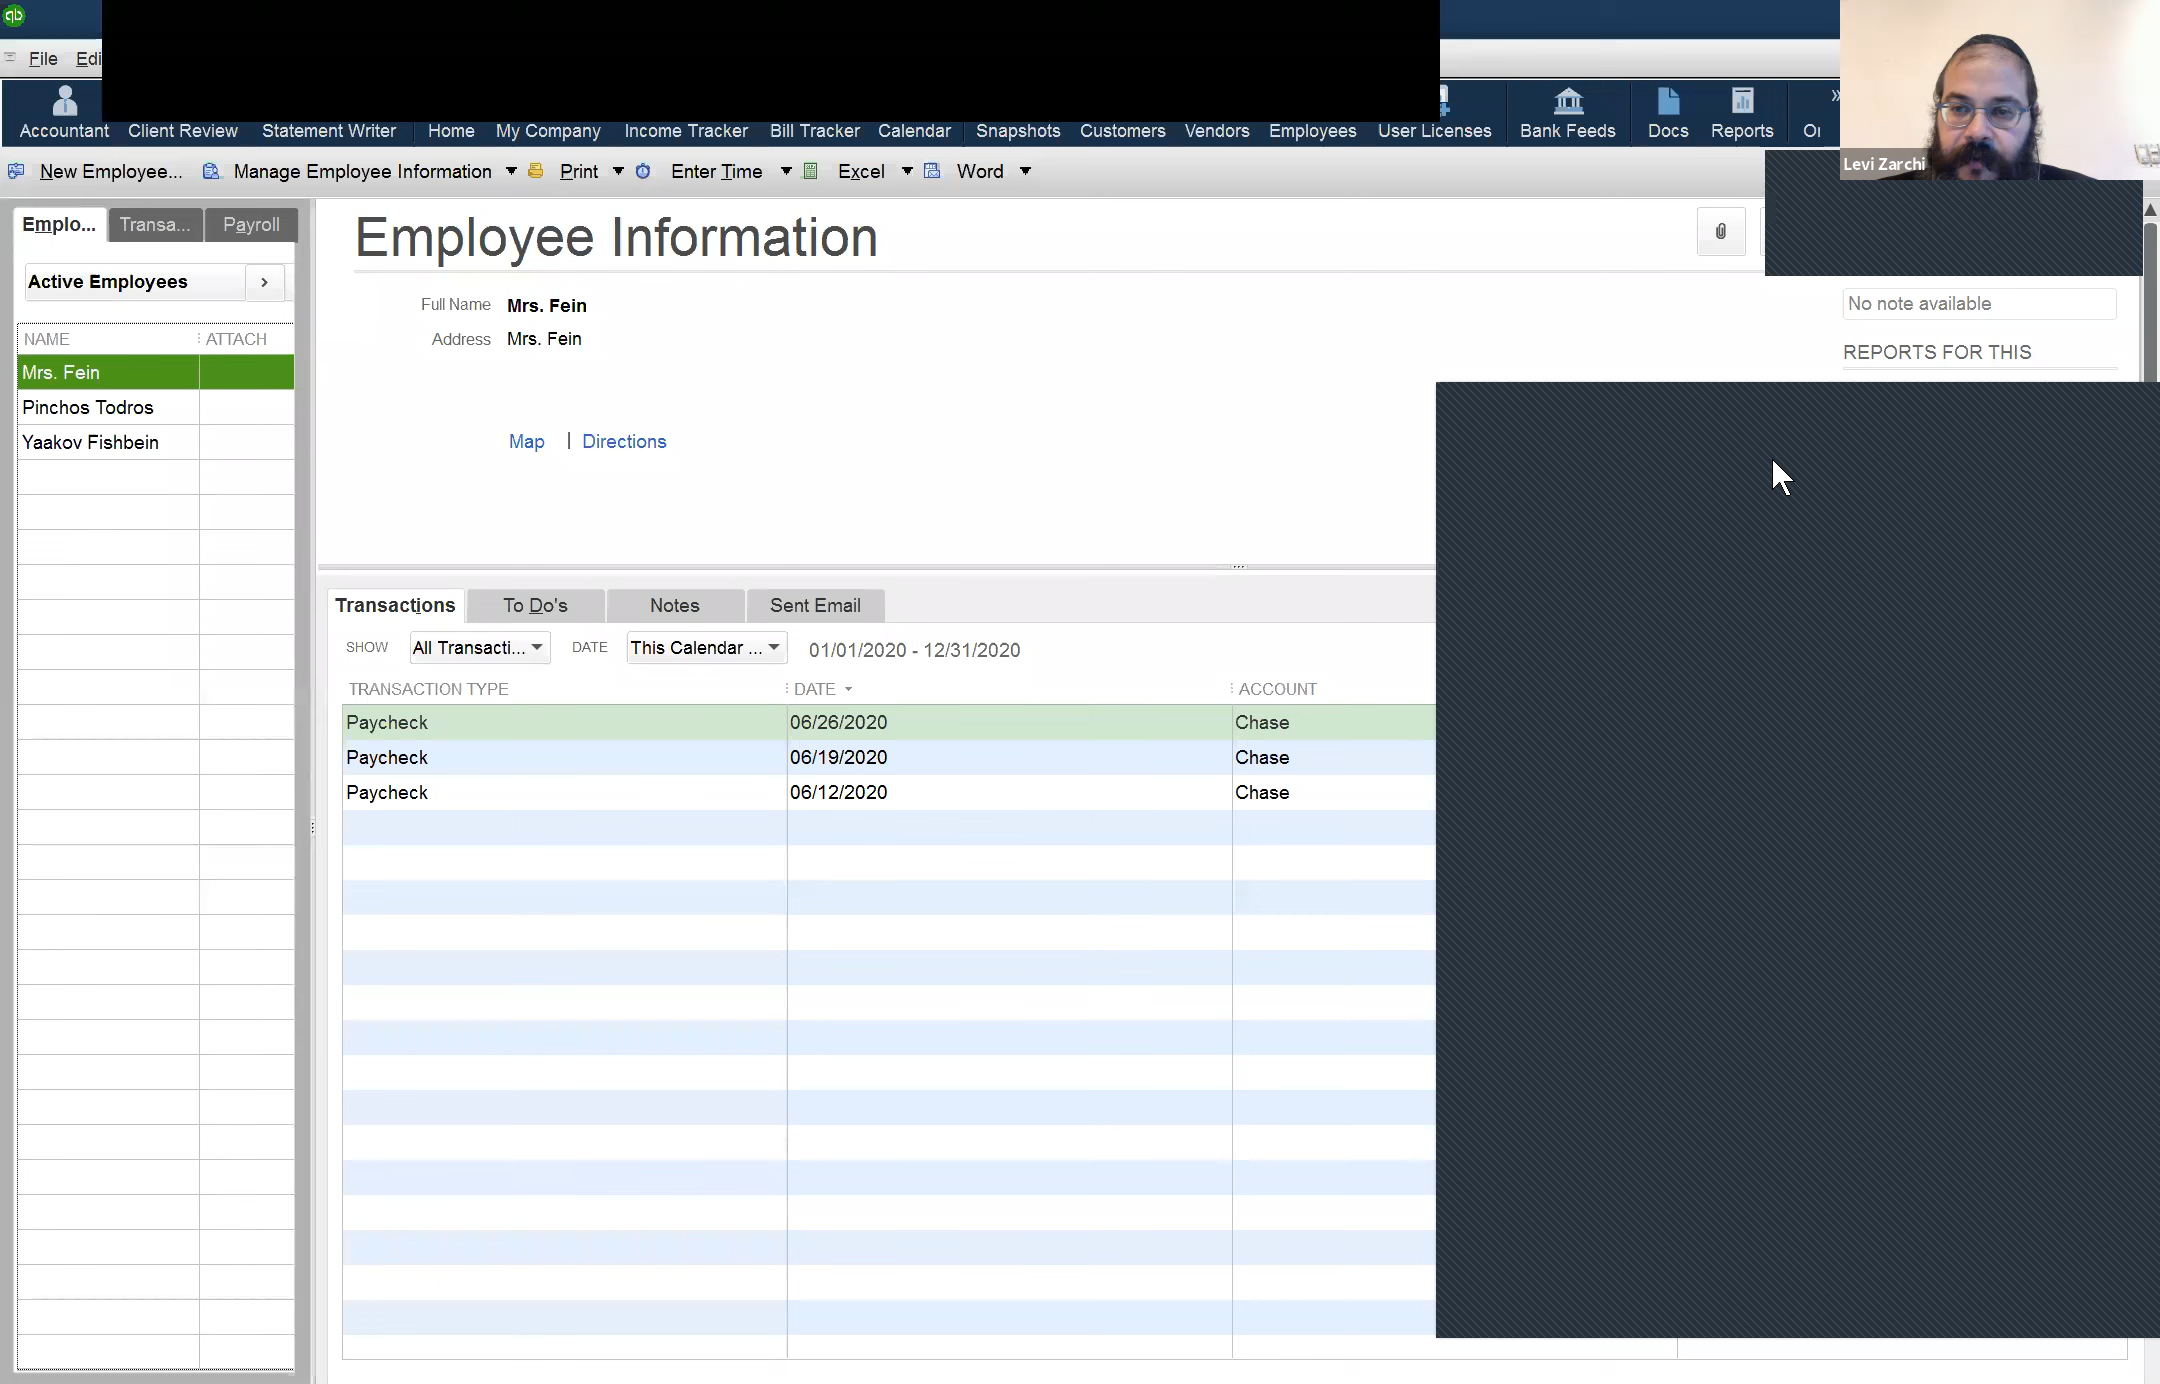 qb
File Edi
Accountant Client Review Statement Writer Home My Company Income Tracker Bill Tracker Calendar Snapshots Customers Vendors Employees User Licenses Bank Feeds Docs Reports
Levi Zarchi
New Employee... Manage Employee Information Print Enter Time Excel Word
Emplo... Transa... Payroll
Employee Information
Active Employees
Full Name Mrs. Fein
No note available
Address Mrs. Fein
NAME ATTACH
REPORTS FOR THIS
Mrs. Fein
Pinchos Todros
Yaakov Fishbein
Map | Directions
Transactions To Do's Notes Sent Email
SHOW All Transacti... DATE This Calendar ... 01/01/2020 - 12/31/2020
TRANSACTION TYPE DATE ACCOUNT
Paycheck 06/26/2020 Chase
Paycheck 06/19/2020 Chase
Paycheck 06/12/2020 Chase